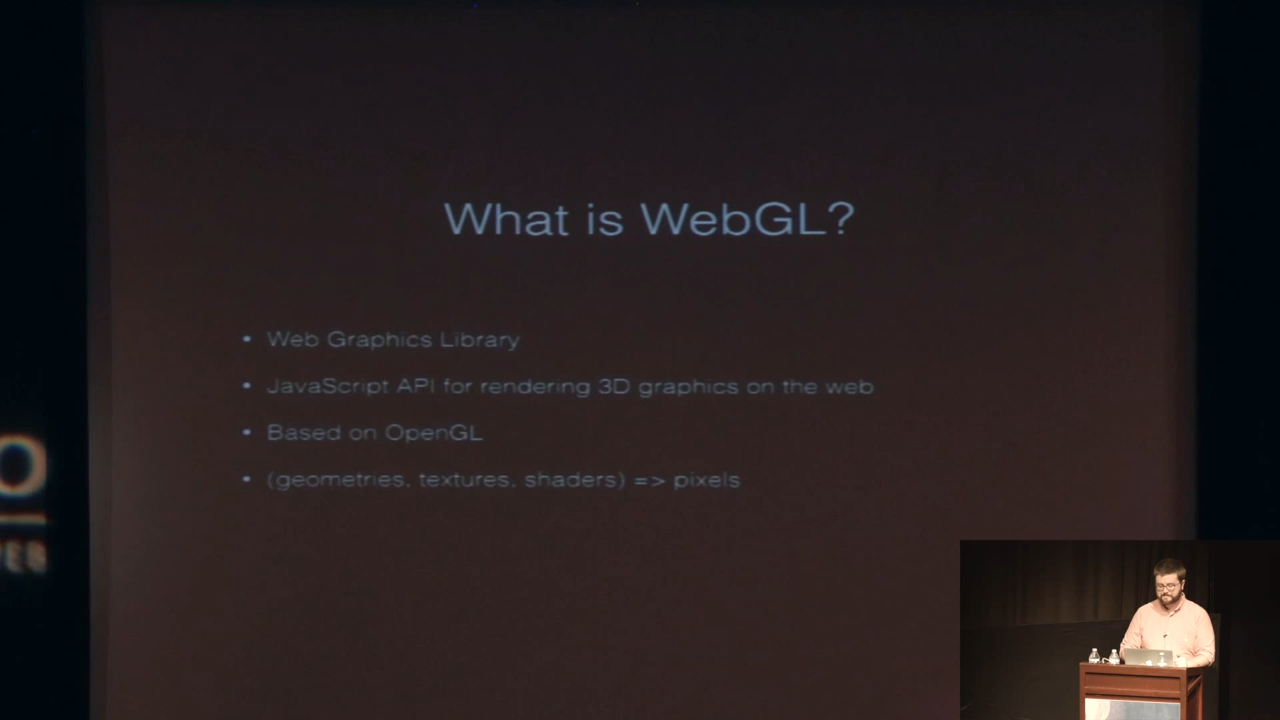 What is WebGL?
• Web Graphics Library
• JavaScript API for rendering 3D graphics on the web
• Based on OpenGL
• (geometries, textures, shaders) => pixels